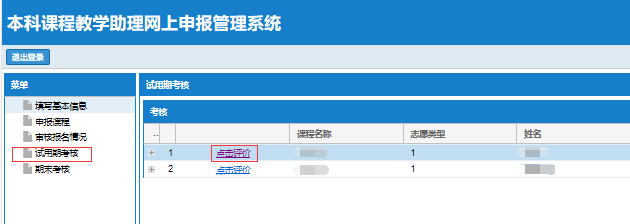 本科课程教学助理网上申报管理系统
退出登录
菜单
填写基本信息
申报课程
审核报名情况
试用期考核
期末考核
试用期考核
考核
... 课程名称 志愿类型 姓名
1 点击评价 1
2 点击评价 1